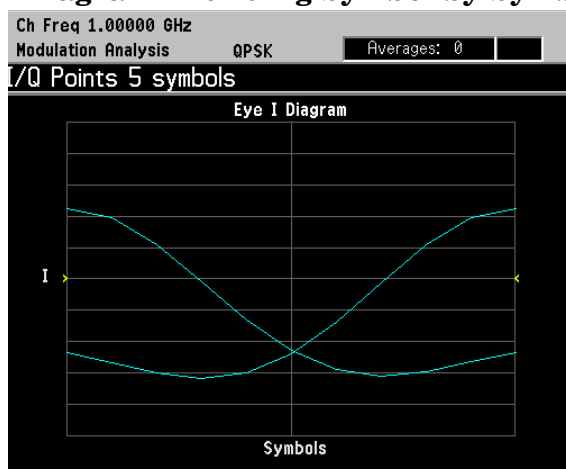 Ch Freq 1.00000 GHz
Modulation Analysis QPSK Averages: 0
I/Q Points 5 symbols
Eye I Diagram
I
Symbols